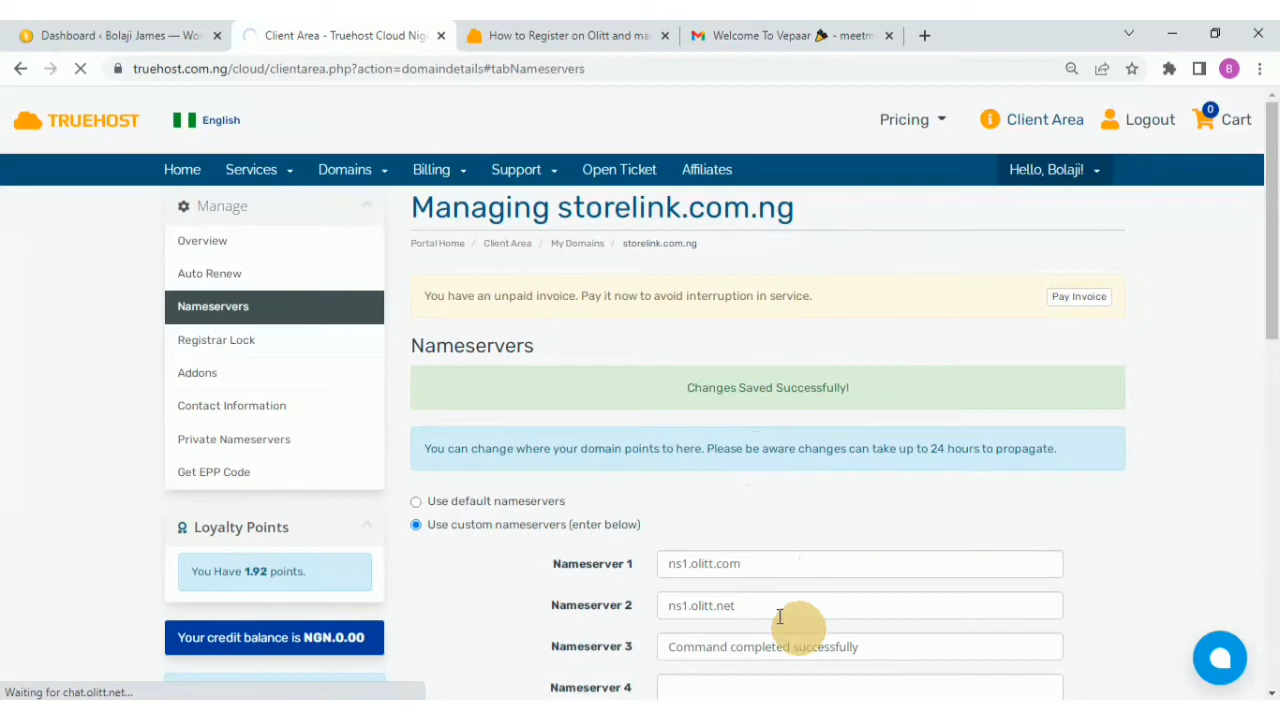 Dashboard ‹ Bolaji James — Wor
Client Area - Truehost Cloud Nig
How to Register on Olitt and ma
Welcome To Vepaar 🎉 - meetm
truehost.com.ng/cloud/clientarea.php?action=domaindetails#tabNameservers
B
TRUEHOST
English
Pricing
Client Area
Logout
0
Cart
Home
Services
Domains
Billing
Support
Open Ticket
Affiliates
Hello, Bolaji!
Manage
Overview
Auto Renew
Nameservers
Registrar Lock
Addons
Contact Information
Private Nameservers
Get EPP Code
Loyalty Points
You Have 1.92 points.
Your credit balance is NGN.0.00
Managing storelink.com.ng
Portal Home / Client Area / My Domains / storelink.com.ng
You have an unpaid invoice. Pay it now to avoid interruption in service.
Pay Invoice
Nameservers
Changes Saved Successfully!
You can change where your domain points to here. Please be aware changes can take up to 24 hours to propagate.
Use default nameservers
Use custom nameservers (enter below)
Nameserver 1
ns1.olitt.com
Nameserver 2
ns1.olitt.net
Nameserver 3
Command completed successfully
Nameserver 4
Waiting for chat.olitt.net...